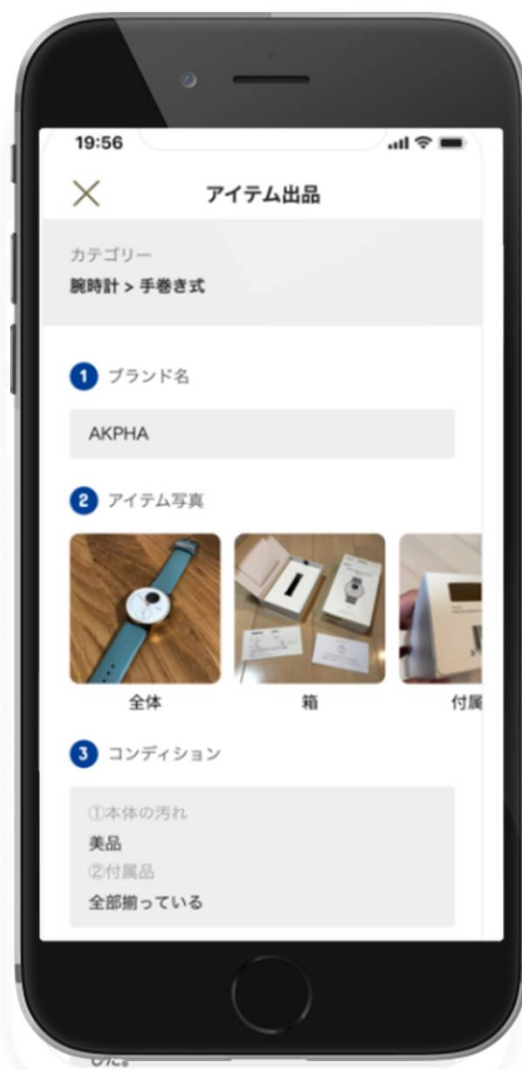 19:56
アイテム出品
カテゴリー
腕時計 > 手巻き式
1 ブランド名
AKPHA
2 アイテム写真
全体
箱
付属
3 コンディション
①本体の汚れ
美品
②付属品
全部揃っている
した。